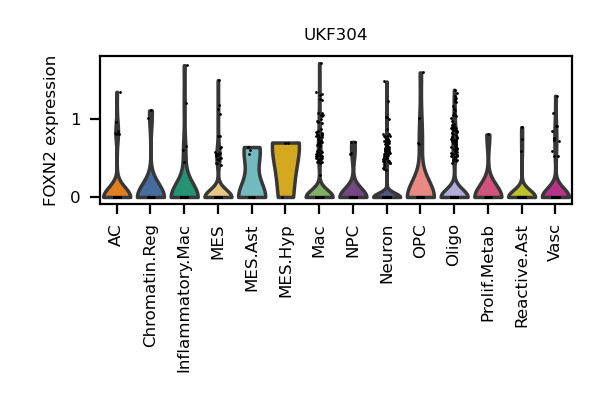 UKF304
FOXN2 expression
1
0
AC
Chromatin.Reg
Inflammatory.Mac
MES
MES.Ast
MES.Hyp
Mac
NPC
Neuron
OPC
Oligo
Prolif.Metab
Reactive.Ast
Vasc